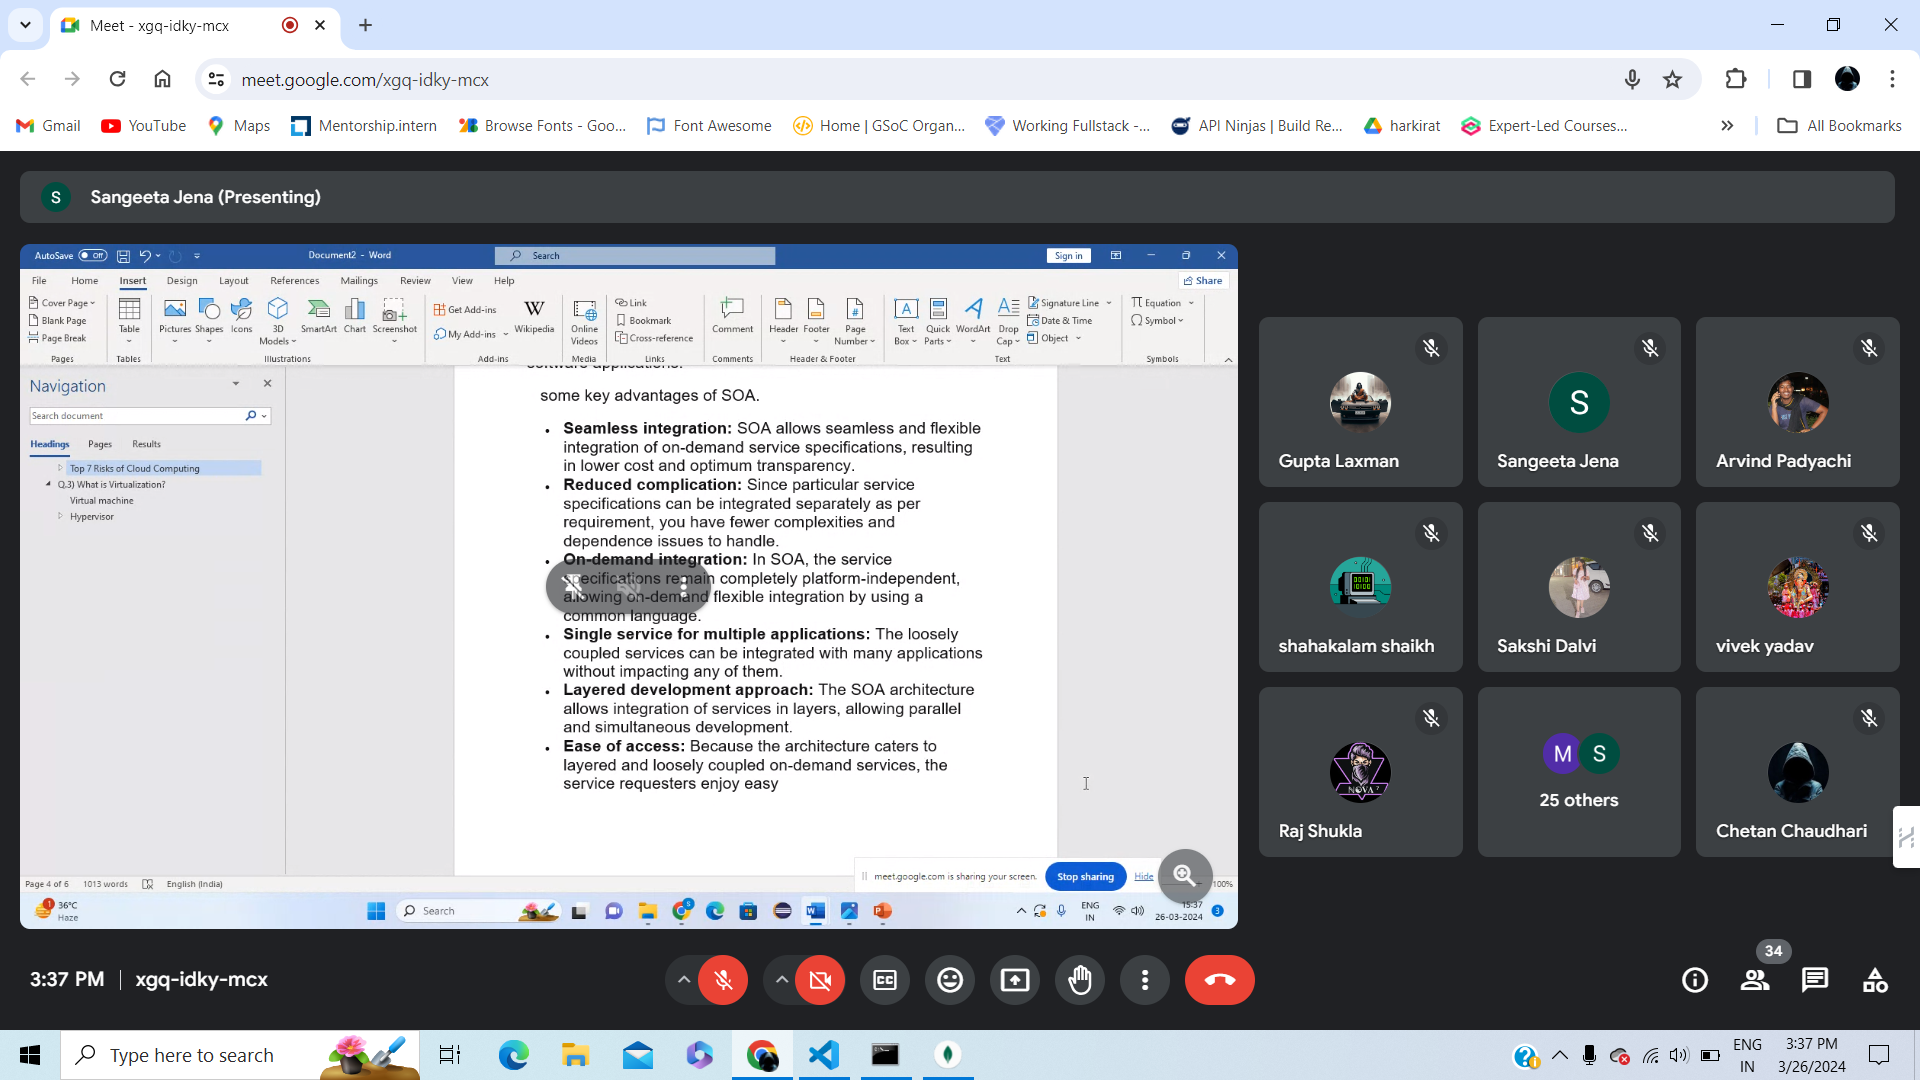 Meet - xgq-idky-mcx
meet.google.com/xgq-idky-mcx
Gmail
YouTube
Maps
Mentorship.intern
Browse Fonts - Goo...
Font Awesome
Home | GSoC Organ...
Working Fullstack -...
API Ninjas | Build Re...
harkirat
Expert-Led Courses...
All Bookmarks
S Sangeeta Jena (Presenting)
AutoSave Off
Document2 - Word
Search
Sign in
File Home Insert Design Layout References Mailings Review View Help
Share
Cover Page
Blank Page
Page Break
Table
Pictures
Shapes
Icons
3D
Models
SmartArt
Chart
Screenshot
Get Add-ins
My Add-ins
Wikipedia
Online
Videos
Link
Bookmark
Cross-reference
Comment
Header
Footer
Page
Number
Text
Box
Quick
Parts
WordArt
Drop
Cap
Signature Line
Date & Time
Object
Equation
Symbol
Pages Tables Illustrations Add-ins Media Links Comments Header & Footer Text Symbols
Navigation
Search document
Headings Pages Results
Top 7 Risks of Cloud Computing
Q.3) What is Virtualization?
Virtual machine
Hypervisor
software applications.
some key advantages of SOA.
• Seamless integration: SOA allows seamless and flexible
integration of on-demand service specifications, resulting
in lower cost and optimum transparency.
• Reduced complication: Since particular service
specifications can be integrated separately as per
requirement, you have fewer complexities and
dependence issues to handle.
• On-demand integration: In SOA, the service
specifications remain completely platform-independent,
allowing on-demand flexible integration by using a
common language.
• Single service for multiple applications: The loosely
coupled services can be integrated with many applications
without impacting any of them.
• Layered development approach: The SOA architecture
allows integration of services in layers, allowing parallel
and simultaneous development.
• Ease of access: Because the architecture caters to
layered and loosely coupled on-demand services, the
service requesters enjoy easy
meet.google.com is sharing your screen.
Stop sharing
Hide
Page 4 of 6
1013 words
English (India)
100%
1
36°C
Haze
Search
ENG
IN
15:37
26-03-2024
3
Gupta Laxman
S
Sangeeta Jena
Arvind Padyachi
shahakalam shaikh
Sakshi Dalvi
vivek yadav
NOVA 7
Raj Shukla
M S
25 others
Chetan Chaudhari
3:37 PM | xgq-idky-mcx
CC
34
Type here to search
ENG
IN
3:37 PM
3/26/2024